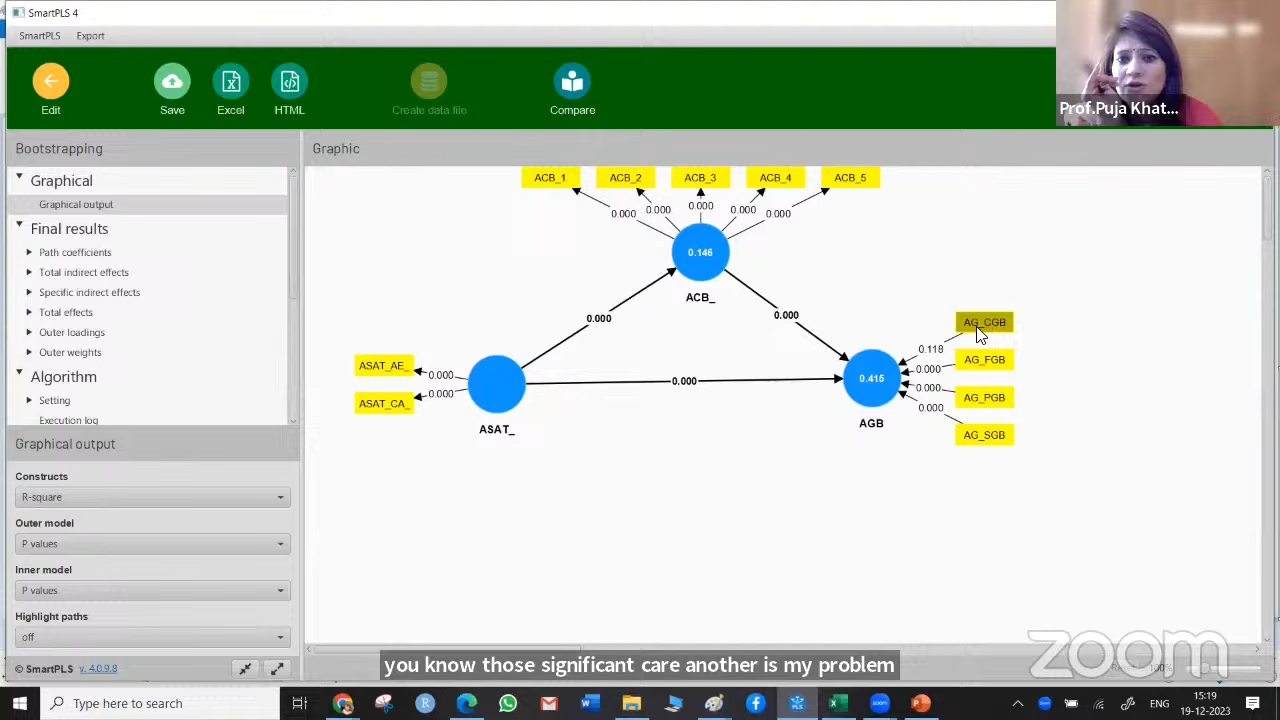 SmartPLS 4
SmartPLS Export
Edit Save Excel HTML Create data file Compare
Prof.Puja Khat...
Bootstrapping
Graphical
Graphical output
Final results
Path coefficients
Total indirect effects
Specific indirect effects
Total effects
Outer loadings
Outer weights
Algorithm
Setting
Execution log
Graphical output
Constructs
R-square
Outer model
P values
Inner model
P values
Highlight paths
off
© SmartPLS v. 4.0.9.8
Graphic
ACB_1 ACB_2 ACB_3 ACB_4 ACB_5
0.000 0.000 0.000 0.000 0.000
0.146
ACB_
0.000 0.000
ASAT_AE_ 0.000
ASAT_CA_ 0.000
ASAT_
0.000
0.415
AGB
AG_CGB 0.118
AG_FGB 0.000
AG_PGB 0.000
AG_SGB 0.000
you know those significant care another is my problem
zoom
100%
Type here to search
ENG
15:19
19-12-2023